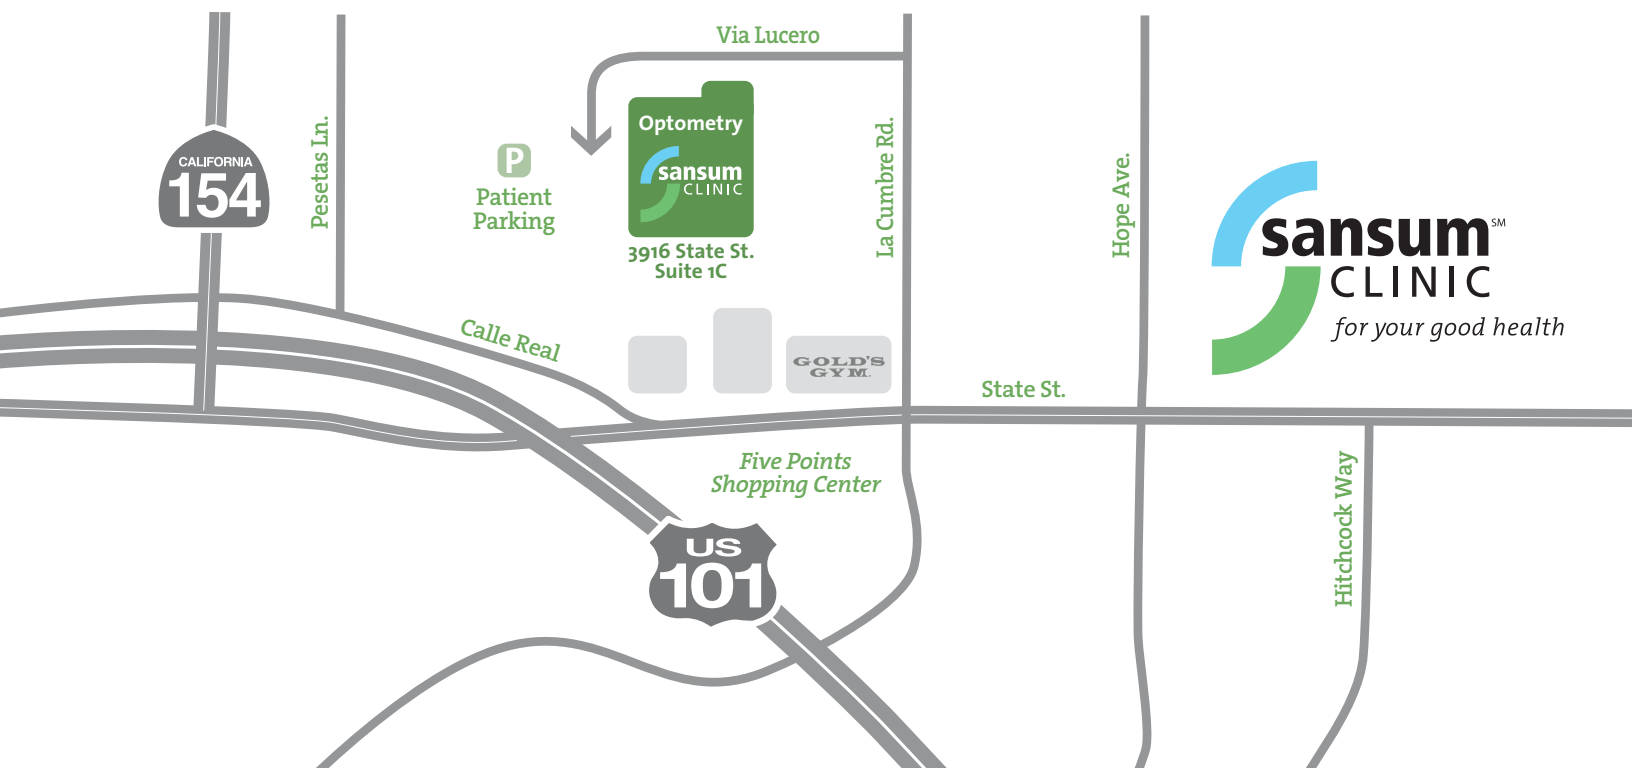 Via Lucero
Pesetas Ln.
CALIFORNIA
154
P
Patient
Parking
Optometry
sansum
CLINIC
3916 State St.
Suite 1C
La Cumbre Rd.
Hope Ave.
sansum℠
CLINIC
for your good health
Calle Real
GOLD'S
GYM.
State St.
Five Points
Shopping Center
Hitchcock Way
US
101